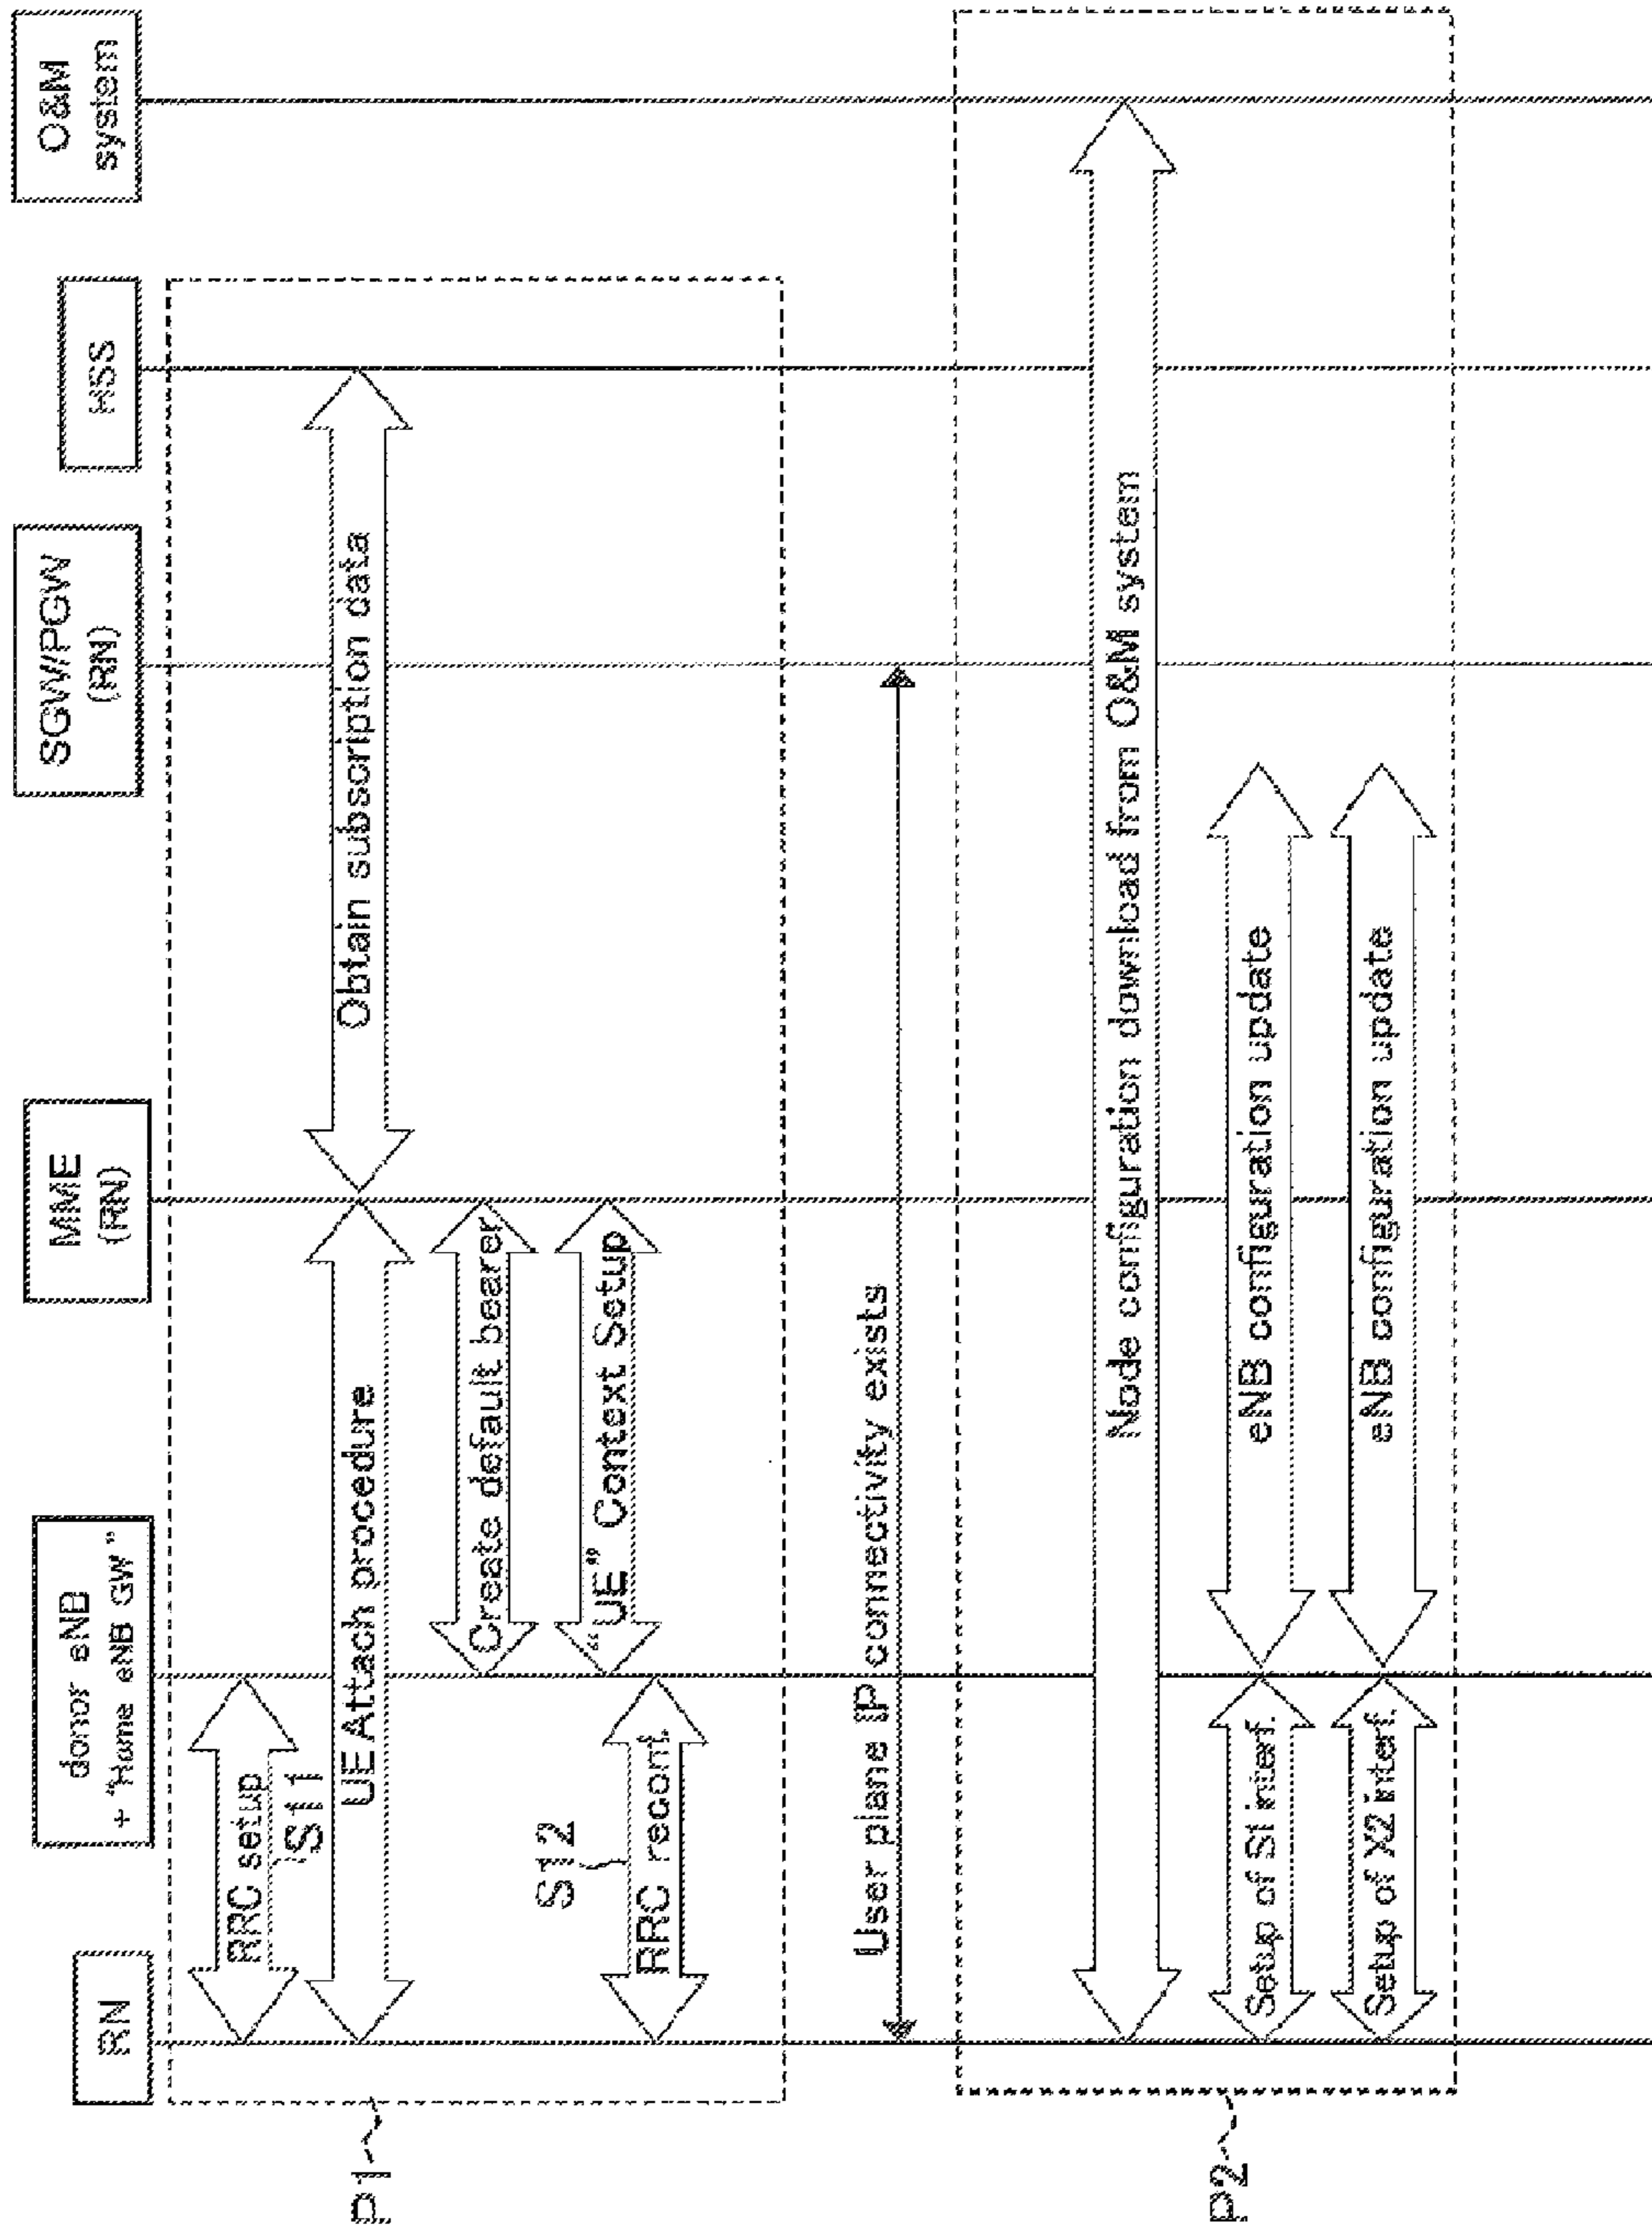 RN
donor eNB
+ "Home eNB GW"
MME
(RN)
SGW/PGW
(RN)
HSS
O&M
system
P1
RRC setup
S11
UE Attach procedure
Obtain subscription data
Create default bearer
"UE" Context Setup
S12
RRC recont.
User plane IP connectivity exists
P2
Node configuration download from O&M system
Setup of S1 interf.
eNB configuration update
Setup of X2 interf.
eNB configuration update